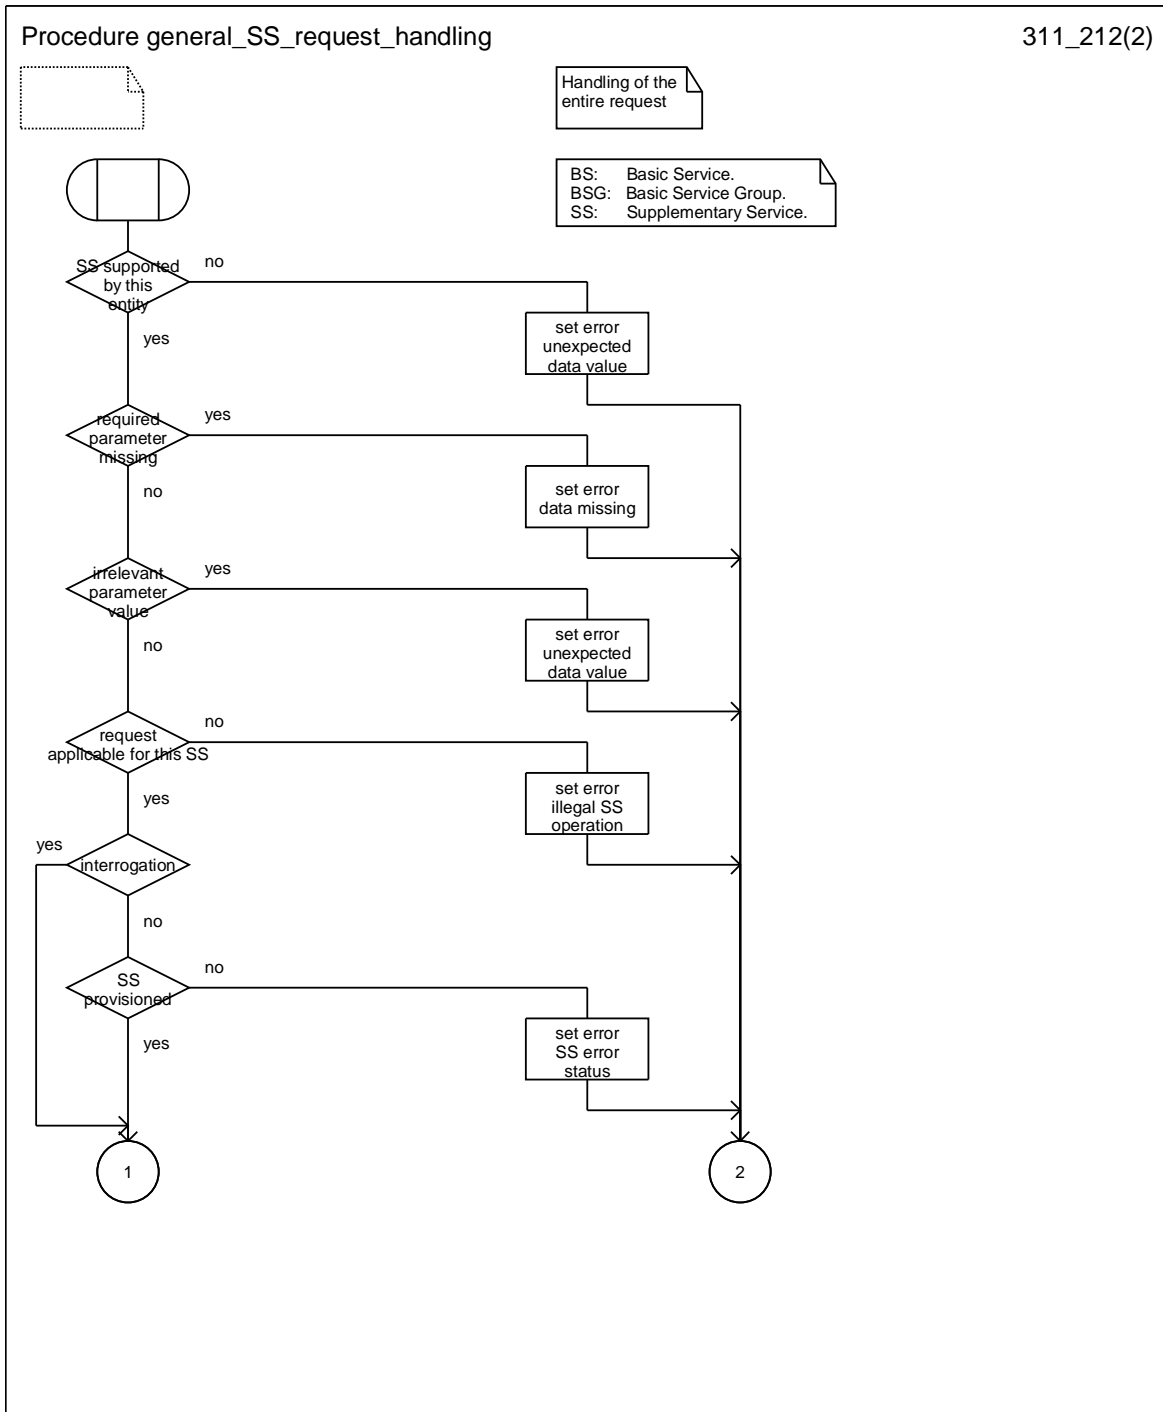 Procedure general_SS_request_handling 311_212(2)
Handling of the
entire request
BS: Basic Service.
BSG: Basic Service Group.
SS: Supplementary Service.
SS supported
by this
entity
no
yes
set error
unexpected
data value
required
parameter
missing
yes
no
set error
data missing
irrelevant
parameter
value
yes
no
set error
unexpected
data value
request
applicable for this SS
no
yes
set error
illegal SS
operation
yes
interrogation
no
SS
provisioned
no
yes
set error
SS error
status
1
2